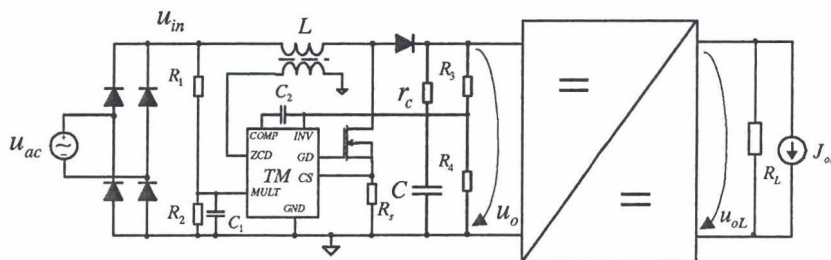 u_in
L
R_1
C_2
r_c
R_3
COMP
INV
u_ac
ZCD
GD
TM
CS
MULT
GND
R_2
C_1
R_s
C
R_4
u_o
u_oL
R_L